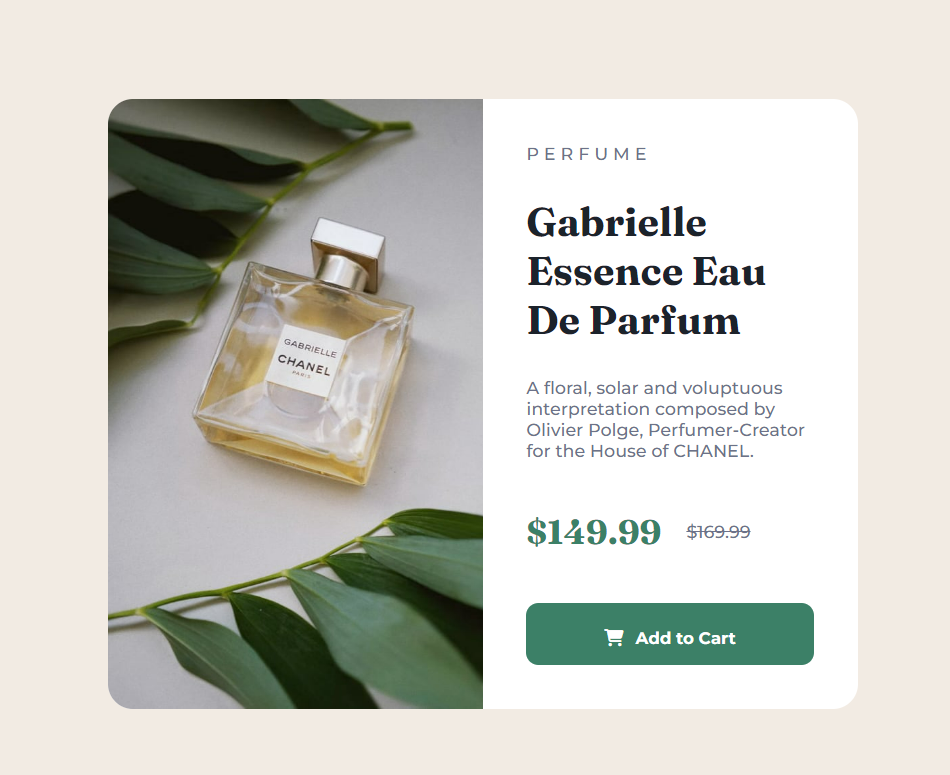 GABRIELLE
CHANEL
PARIS
PERFUME
Gabrielle
Essence Eau
De Parfum
A floral, solar and voluptuous
interpretation composed by
Olivier Polge, Perfumer-Creator
for the House of CHANEL.
$149.99 $169.99
Add to Cart